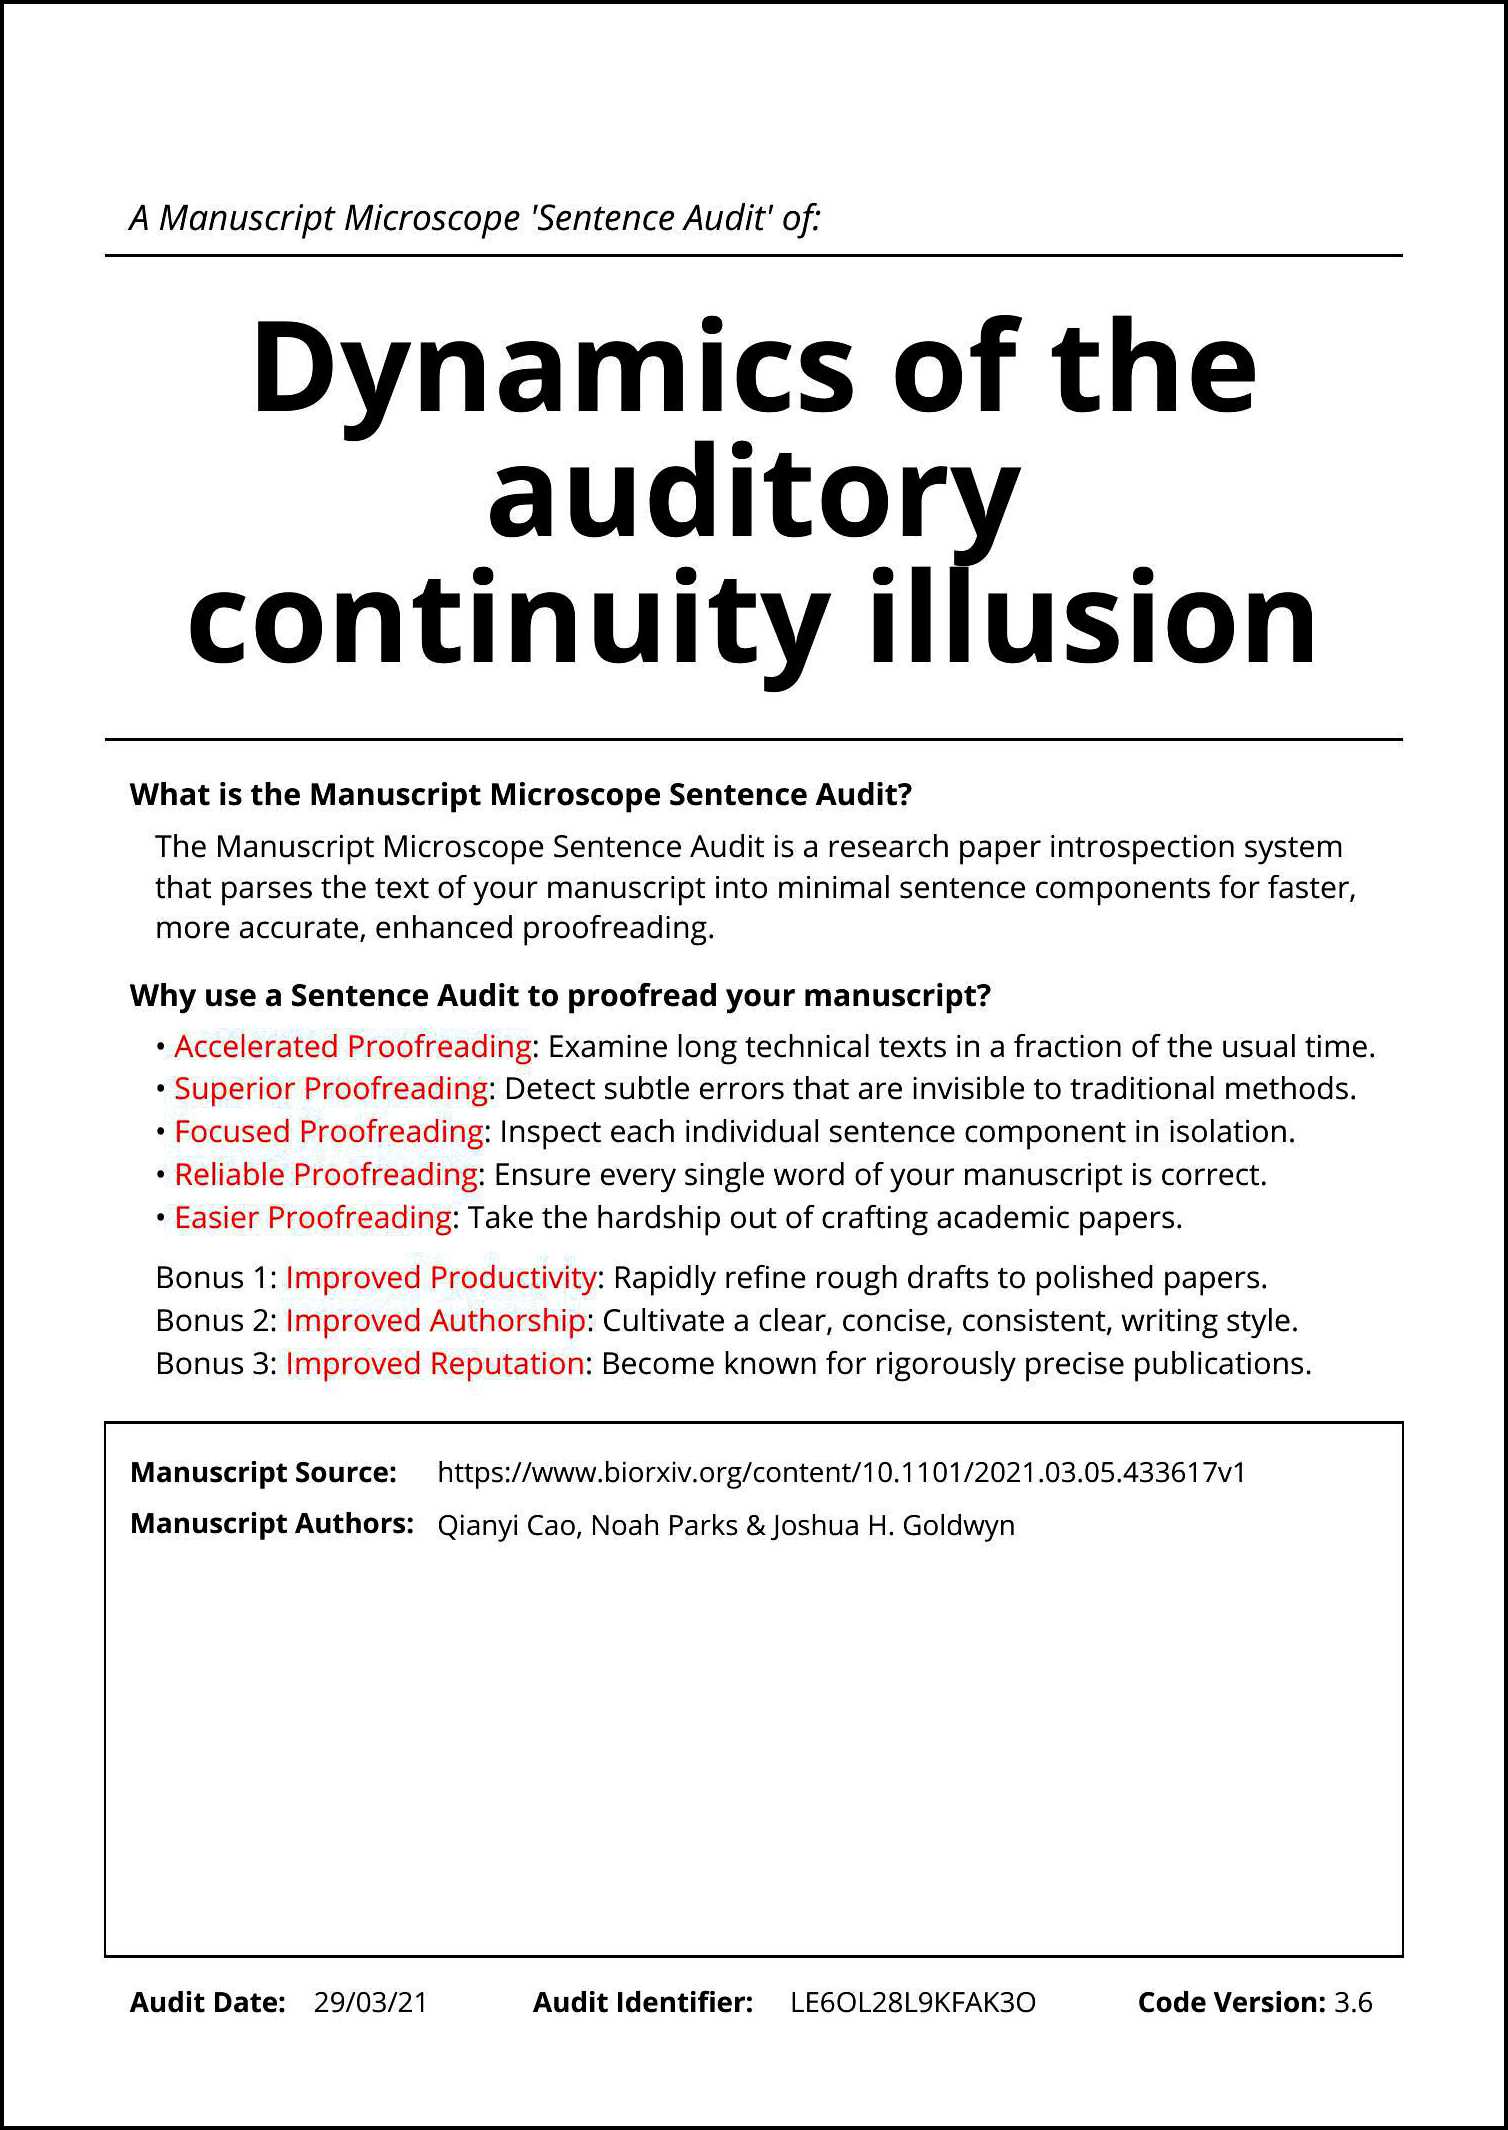 A Manuscript Microscope 'Sentence Audit' of:
Dynamics of the
auditory
continuity illusion
What is the Manuscript Microscope Sentence Audit?
The Manuscript Microscope Sentence Audit is a research paper introspection system
that parses the text of your manuscript into minimal sentence components for faster,
more accurate, enhanced proofreading.
Why use a Sentence Audit to proofread your manuscript?
• Accelerated Proofreading: Examine long technical texts in a fraction of the usual time.
• Superior Proofreading: Detect subtle errors that are invisible to traditional methods.
• Focused Proofreading: Inspect each individual sentence component in isolation.
• Reliable Proofreading: Ensure every single word of your manuscript is correct.
• Easier Proofreading: Take the hardship out of crafting academic papers.
Bonus 1: Improved Productivity: Rapidly refine rough drafts to polished papers.
Bonus 2: Improved Authorship: Cultivate a clear, concise, consistent, writing style.
Bonus 3: Improved Reputation: Become known for rigorously precise publications.
Manuscript Source: https://www.biorxiv.org/content/10.1101/2021.03.05.433617v1
Manuscript Authors: Qianyi Cao, Noah Parks & Joshua H. Goldwyn
Audit Date: 29/03/21 Audit Identifier: LE6OL28L9KFAK3O Code Version: 3.6